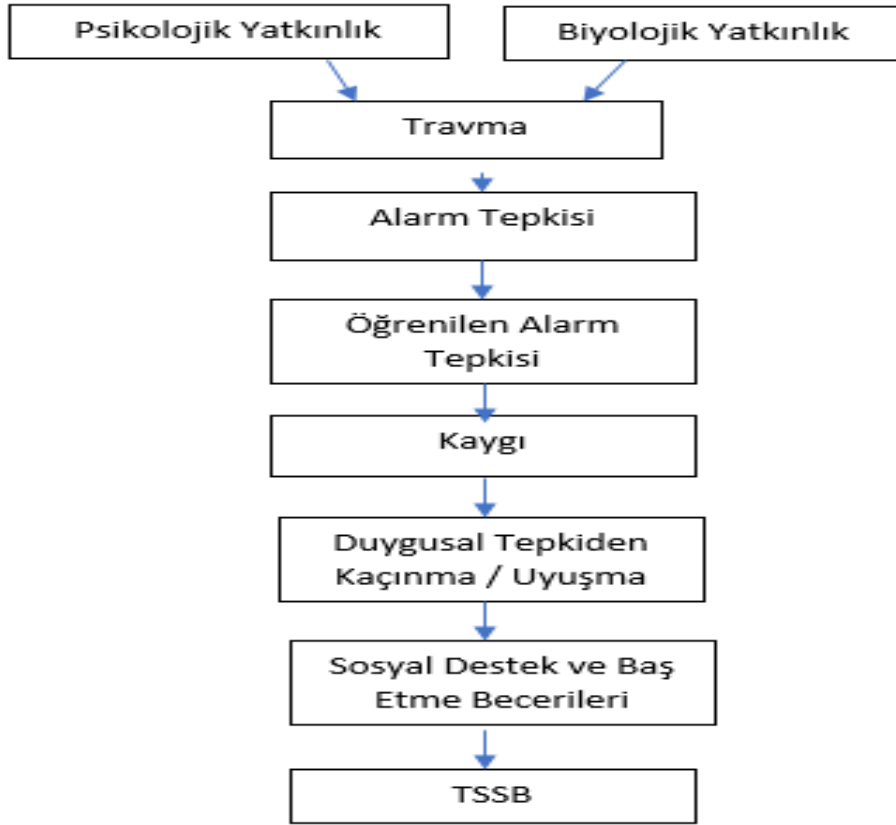 Psikolojik Yatkınlık
Biyolojik Yatkınlık
Travma
Alarm Tepkisi
Öğrenilen Alarm
Tepkisi
Kaygı
Duygusal Tepkiden
Kaçınma / Uyuşma
Sosyal Destek ve Baş
Etme Becerileri
TSSB